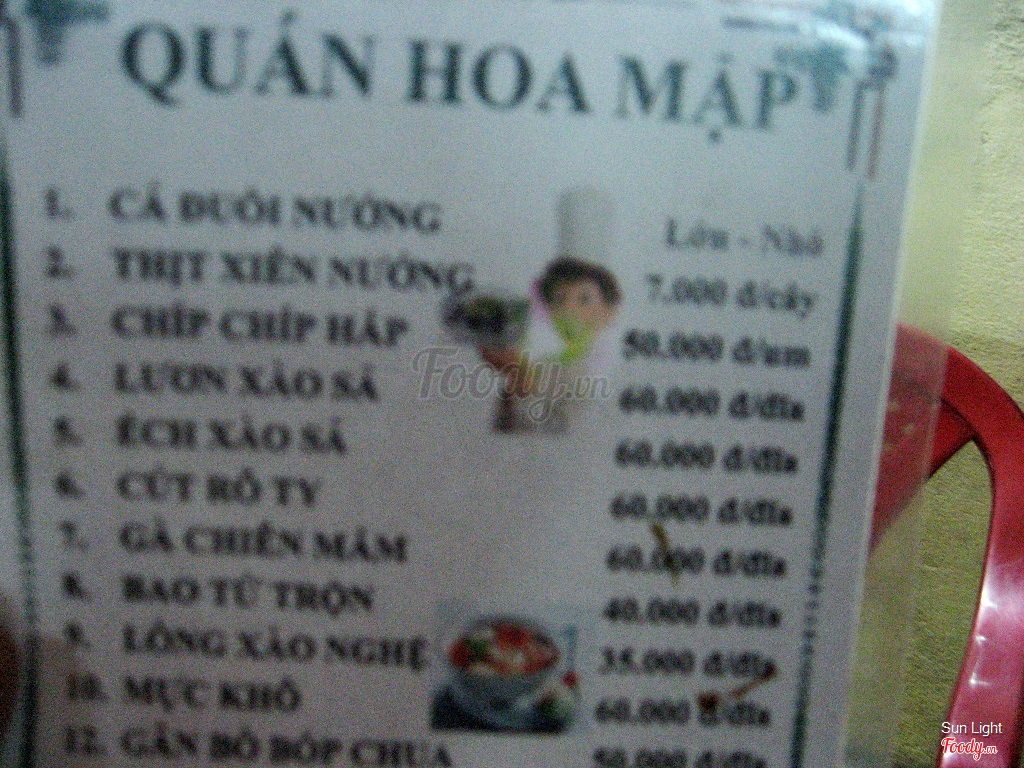 QUÁN HOA MẬP
1. CÁ ĐUỐI NƯỚNG Lớn - Nhỏ
2. THỊT XIÊN NƯỚNG 7.000 đ/cây
3. CHÍP CHÍP HẤP 50.000 đ/um
4. LƯƠN XÀO SẢ 60.000 đ/đĩa
5. ẾCH XÀO SẢ 60.000 đ/đĩa
6. CÚT RÔ TY 60.000 đ/đĩa
7. GÀ CHIÊN MẮM 60.000 đ/đĩa
8. BAO TỬ TRỘN 40.000 đ/đĩa
9. LÒNG XÀO NGHỆ 35.000 đ/đĩa
10. MỰC KHÔ 60.000 đ/đĩa
12. GÂN BÒ BÓP CHUA 50.000 đ/đĩa
Foody.vn
Sun Light
Foody.vn